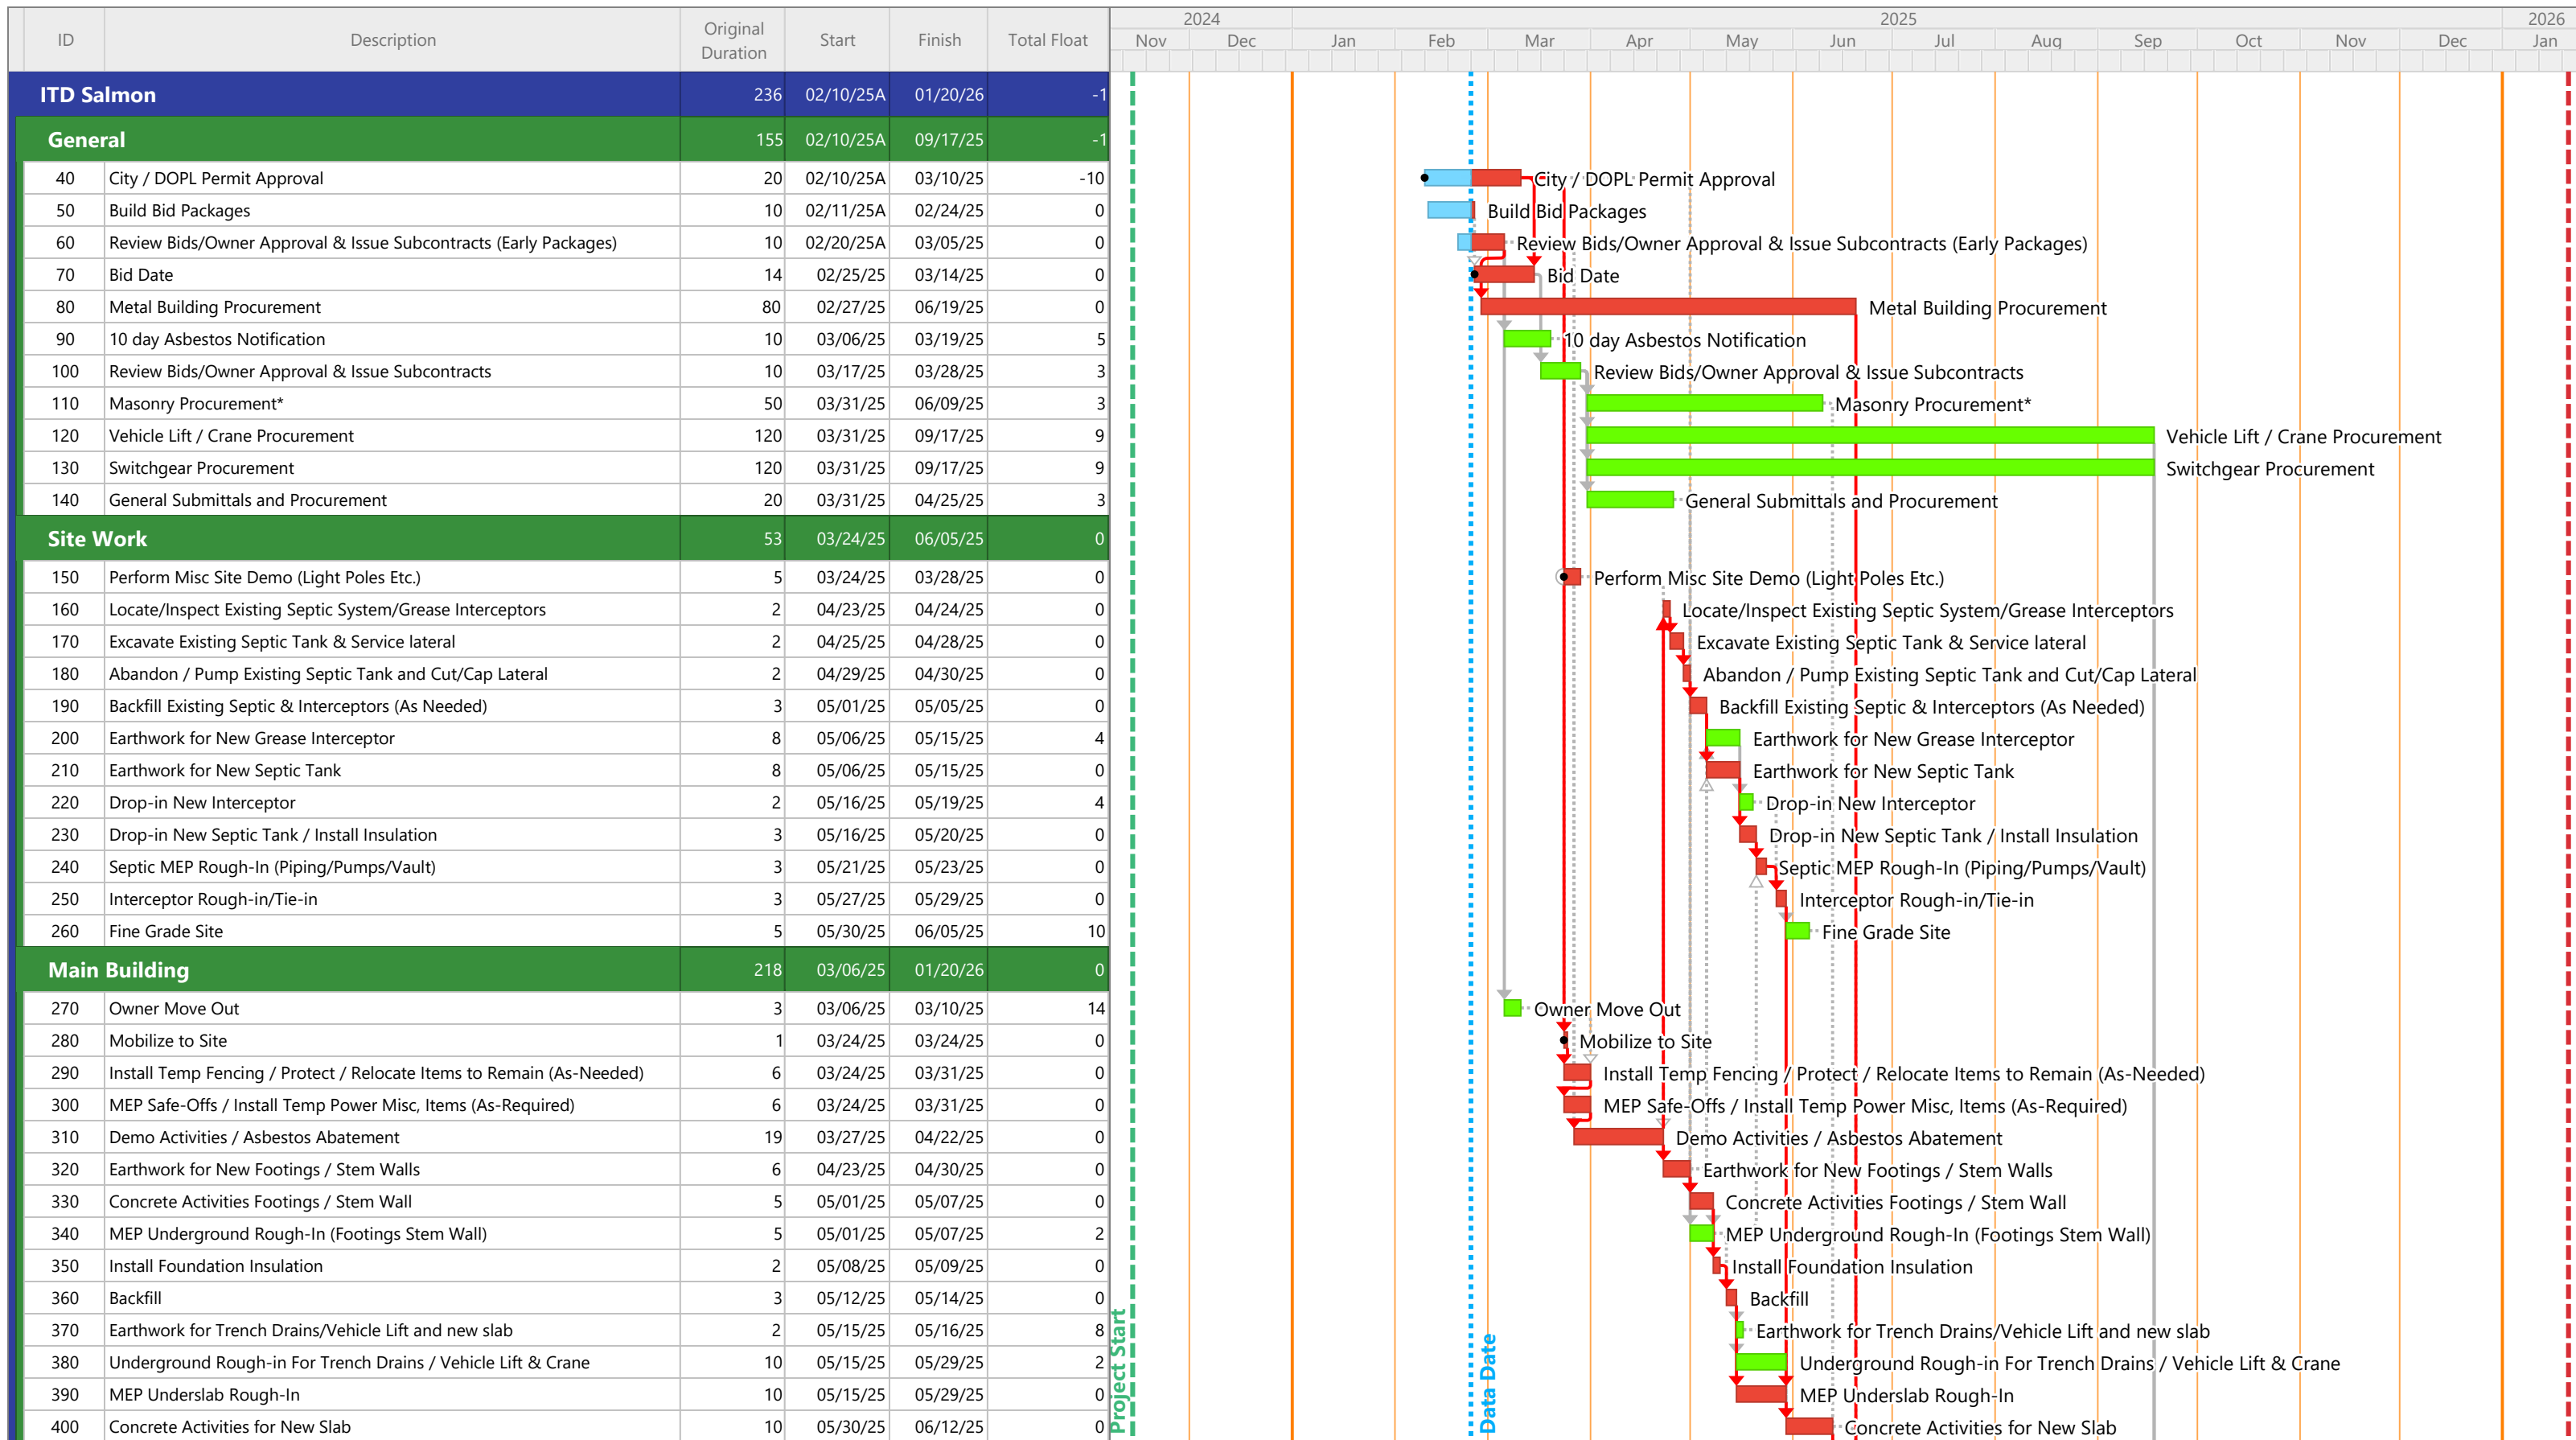 ID Description Original Duration Start Finish Total Float
2024 2025 2026
Nov Dec Jan Feb Mar Apr May Jun Jul Aug Sep Oct Nov Dec Jan
ITD Salmon 236 02/10/25A 01/20/26 -1
General 155 02/10/25A 09/17/25 -1
40 City / DOPL Permit Approval 20 02/10/25A 03/10/25 -10 City / DOPL Permit Approval
50 Build Bid Packages 10 02/11/25A 02/24/25 0 Build Bid Packages
60 Review Bids/Owner Approval & Issue Subcontracts (Early Packages) 10 02/20/25A 03/05/25 0 Review Bids/Owner Approval & Issue Subcontracts (Early Packages)
70 Bid Date 14 02/25/25 03/14/25 0 Bid Date
80 Metal Building Procurement 80 02/27/25 06/19/25 0 Metal Building Procurement
90 10 day Asbestos Notification 10 03/06/25 03/19/25 5 10 day Asbestos Notification
100 Review Bids/Owner Approval & Issue Subcontracts 10 03/17/25 03/28/25 3 Review Bids/Owner Approval & Issue Subcontracts
110 Masonry Procurement* 50 03/31/25 06/09/25 3 Masonry Procurement*
120 Vehicle Lift / Crane Procurement 120 03/31/25 09/17/25 9 Vehicle Lift / Crane Procurement
130 Switchgear Procurement 120 03/31/25 09/17/25 9 Switchgear Procurement
140 General Submittals and Procurement 20 03/31/25 04/25/25 3 General Submittals and Procurement
Site Work 53 03/24/25 06/05/25 0
150 Perform Misc Site Demo (Light Poles Etc.) 5 03/24/25 03/28/25 0 Perform Misc Site Demo (Light Poles Etc.)
160 Locate/Inspect Existing Septic System/Grease Interceptors 2 04/23/25 04/24/25 0 Locate/Inspect Existing Septic System/Grease Interceptors
170 Excavate Existing Septic Tank & Service lateral 2 04/25/25 04/28/25 0 Excavate Existing Septic Tank & Service lateral
180 Abandon / Pump Existing Septic Tank and Cut/Cap Lateral 2 04/29/25 04/30/25 0 Abandon / Pump Existing Septic Tank and Cut/Cap Lateral
190 Backfill Existing Septic & Interceptors (As Needed) 3 05/01/25 05/05/25 0 Backfill Existing Septic & Interceptors (As Needed)
200 Earthwork for New Grease Interceptor 8 05/06/25 05/15/25 4 Earthwork for New Grease Interceptor
210 Earthwork for New Septic Tank 8 05/06/25 05/15/25 0 Earthwork for New Septic Tank
220 Drop-in New Interceptor 2 05/16/25 05/19/25 4 Drop-in New Interceptor
230 Drop-in New Septic Tank / Install Insulation 3 05/16/25 05/20/25 0 Drop-in New Septic Tank / Install Insulation
240 Septic MEP Rough-In (Piping/Pumps/Vault) 3 05/21/25 05/23/25 0 Septic MEP Rough-In (Piping/Pumps/Vault)
250 Interceptor Rough-in/Tie-in 3 05/27/25 05/29/25 0 Interceptor Rough-in/Tie-in
260 Fine Grade Site 5 05/30/25 06/05/25 10 Fine Grade Site
Main Building 218 03/06/25 01/20/26 0
270 Owner Move Out 3 03/06/25 03/10/25 14 Owner Move Out
280 Mobilize to Site 1 03/24/25 03/24/25 0 Mobilize to Site
290 Install Temp Fencing / Protect / Relocate Items to Remain (As-Needed) 6 03/24/25 03/31/25 0 Install Temp Fencing / Protect / Relocate Items to Remain (As-Needed)
300 MEP Safe-Offs / Install Temp Power Misc, Items (As-Required) 6 03/24/25 03/31/25 0 MEP Safe-Offs / Install Temp Power Misc, Items (As-Required)
310 Demo Activities / Asbestos Abatement 19 03/27/25 04/22/25 0 Demo Activities / Asbestos Abatement
320 Earthwork for New Footings / Stem Walls 6 04/23/25 04/30/25 0 Earthwork for New Footings / Stem Walls
330 Concrete Activities Footings / Stem Wall 5 05/01/25 05/07/25 0 Concrete Activities Footings / Stem Wall
340 MEP Underground Rough-In (Footings Stem Wall) 5 05/01/25 05/07/25 2 MEP Underground Rough-In (Footings Stem Wall)
350 Install Foundation Insulation 2 05/08/25 05/09/25 0 Install Foundation Insulation
360 Backfill 3 05/12/25 05/14/25 0 Backfill
370 Earthwork for Trench Drains/Vehicle Lift and new slab 2 05/15/25 05/16/25 8 Earthwork for Trench Drains/Vehicle Lift and new slab
380 Underground Rough-in For Trench Drains / Vehicle Lift & Crane 10 05/15/25 05/29/25 2 Underground Rough-in For Trench Drains / Vehicle Lift & Crane
390 MEP Underslab Rough-In 10 05/15/25 05/29/25 0 MEP Underslab Rough-In
400 Concrete Activities for New Slab 10 05/30/25 06/12/25 0 Concrete Activities for New Slab
Project Start
Data Date